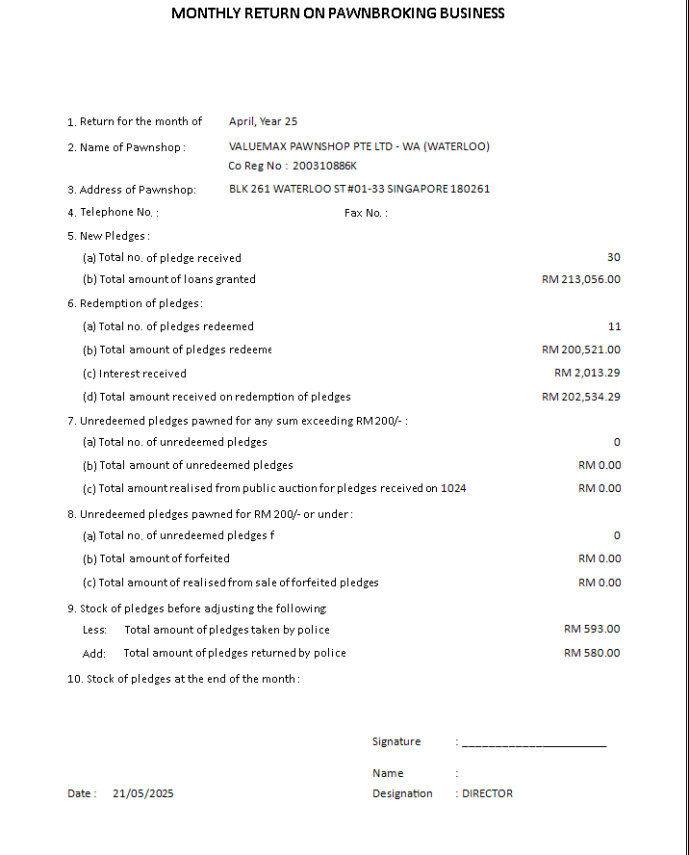 MONTHLY RETURN ON PAWNBROKING BUSINESS
1. Return for the month of April, Year 25
2. Name of Pawnshop : VALUEMAX PAWNSHOP PTE LTD - WA (WATERLOO)
Co Reg No : 200310886K
3. Address of Pawnshop: BLK 261 WATERLOO ST #01-33 SINGAPORE 180261
4. Telephone No. : Fax No. :
5. New Pledges :
(a) Total no. of pledge received 30
(b) Total amount of loans granted RM 213,056.00
6. Redemption of pledges:
(a) Total no. of pledges redeemed 11
(b) Total amount of pledges redeeme RM 200,521.00
(c) Interest received RM 2,013.29
(d) Total amount received on redemption of pledges RM 202,534.29
7. Unredeemed pledges pawned for any sum exceeding RM200/- :
(a) Total no. of unredeemed pledges 0
(b) Total amount of unredeemed pledges RM 0.00
(c) Total amount realised from public auction for pledges received on 1024 RM 0.00
8. Unredeemed pledges pawned for RM 200/- or under :
(a) Total no. of unredeemed pledges f 0
(b) Total amount of forfeited RM 0.00
(c) Total amount of realised from sale of forfeited pledges RM 0.00
9. Stock of pledges before adjusting the following
Less: Total amount of pledges taken by police RM 593.00
Add: Total amount of pledges returned by police RM 580.00
10. Stock of pledges at the end of the month :
Signature : ______________________
Name :
Date : 21/05/2025 Designation : DIRECTOR